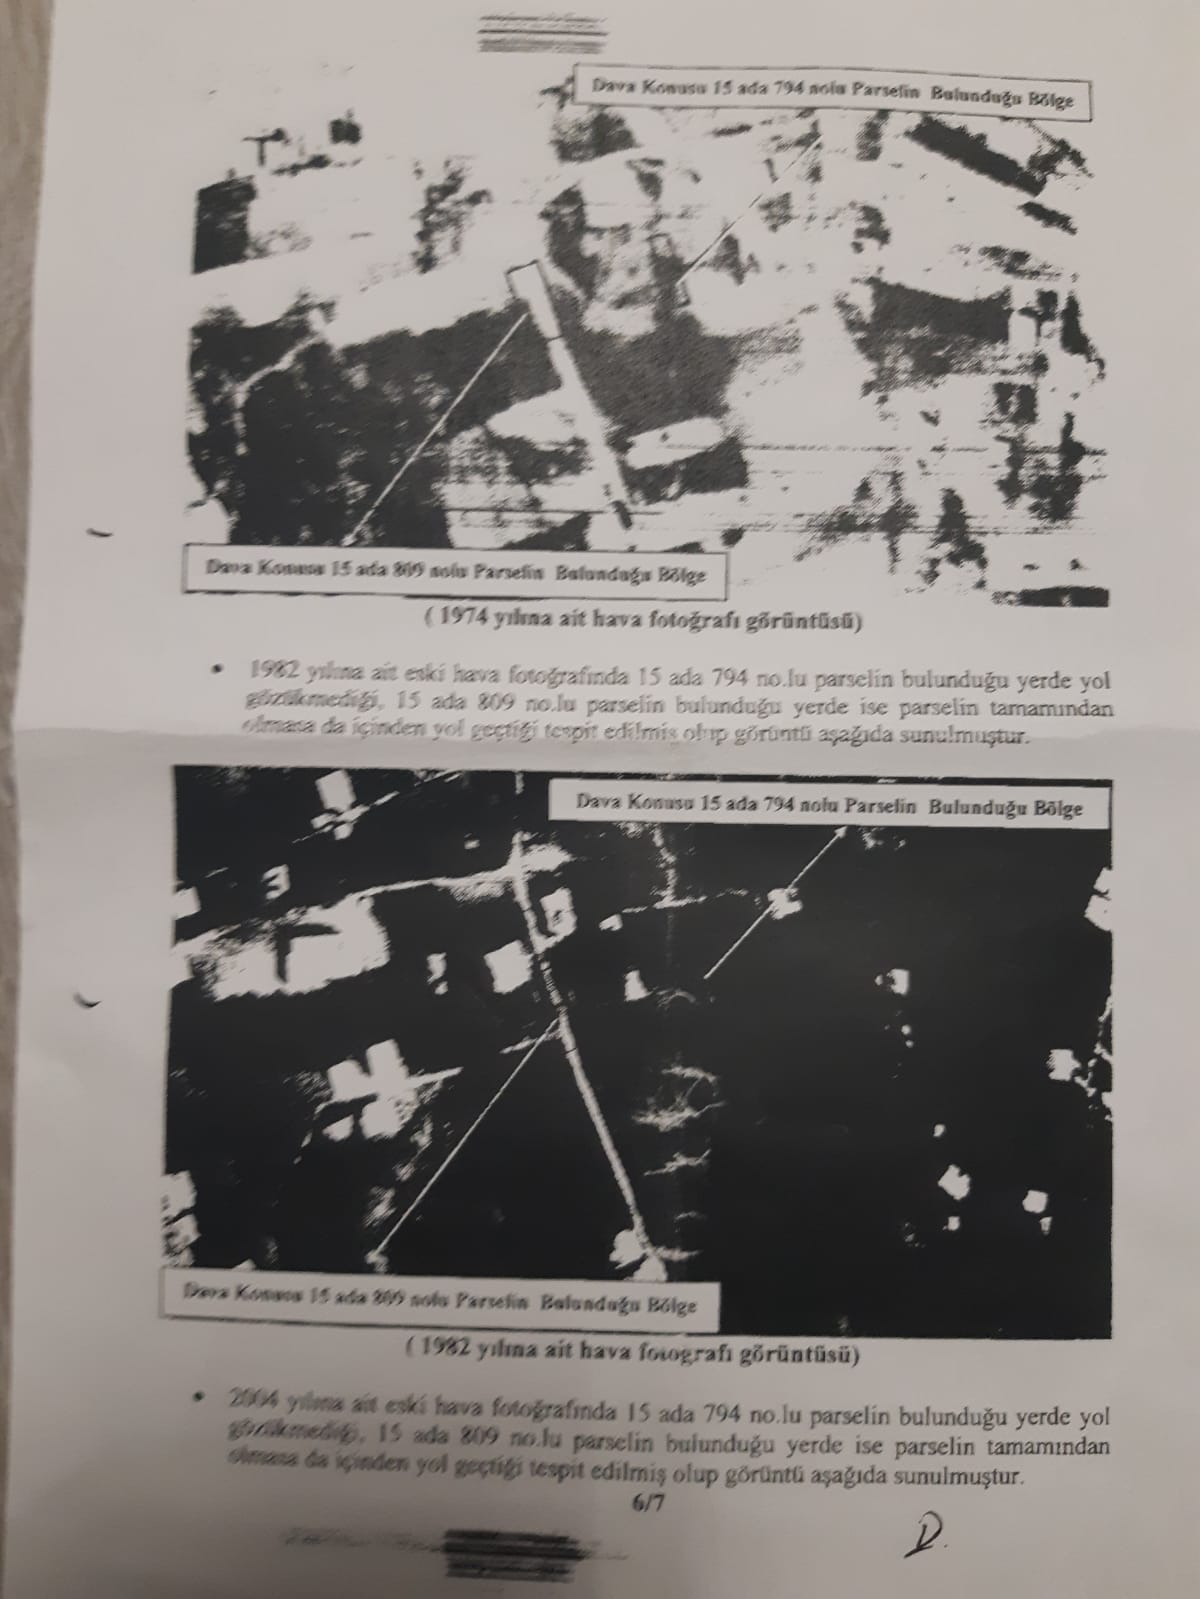 Dava Konusu 15 ada 794 nolu Parselin Bulunduğu Bölge
Dava Konusu 15 ada 809 nolu Parselin Bulunduğu Bölge
( 1974 yılına ait hava fotoğrafı görüntüsü)
• 1982 yılına ait eski hava fotoğrafında 15 ada 794 no.lu parselin bulunduğu yerde yol
gözükmediği, 15 ada 809 no.lu parselin bulunduğu yerde ise parselin tamamından
olmasa da içinden yol geçtiği tespit edilmiş olup görüntü aşağıda sunulmuştur.
Dava Konusu 15 ada 794 nolu Parselin Bulunduğu Bölge
Dava Konusu 15 ada 809 nolu Parselin Bulunduğu Bölge
( 1982 yılına ait hava fotoğrafı görüntüsü)
• 2004 yılına ait eski hava fotoğrafında 15 ada 794 no.lu parselin bulunduğu yerde yol
gözükmediği, 15 ada 809 no.lu parselin bulunduğu yerde ise parselin tamamından
olmasa da içinden yol geçtiği tespit edilmiş olup görüntü aşağıda sunulmuştur.
6/7